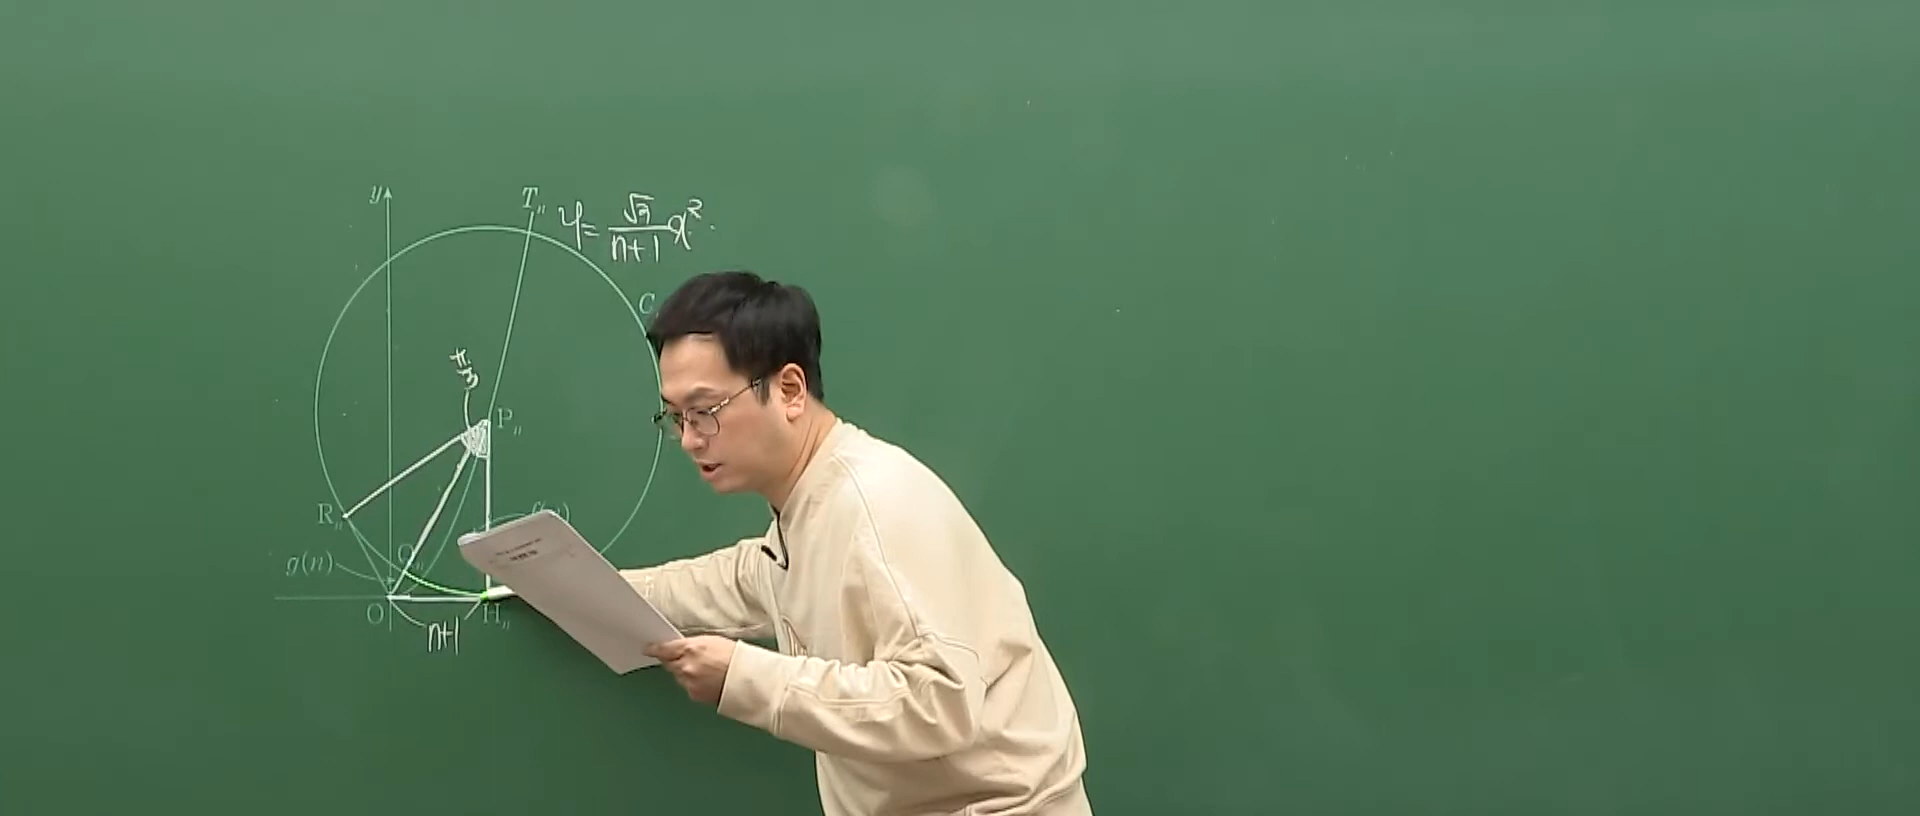 y
Tₙ
y = √3/(n+1) x²
C
π/3
Pₙ
Rₙ
Qₙ
g(n)
O
Hₙ
n+1